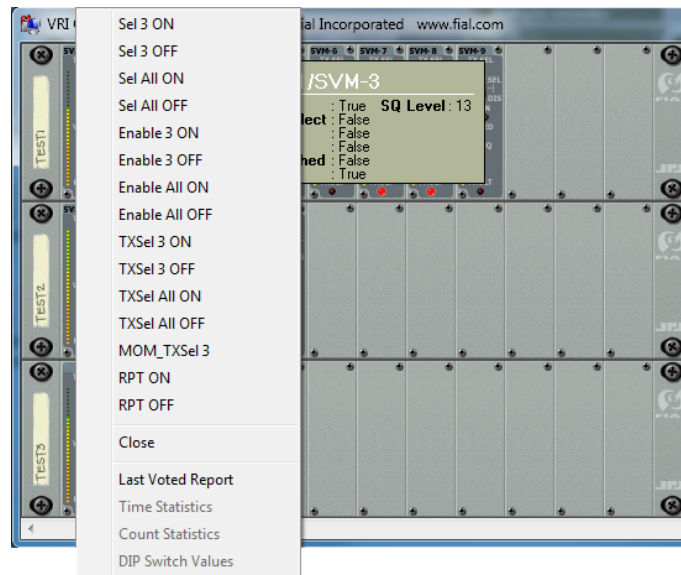 VRI
ial Incorporated www.fial.com
Sel 3 ON
Sel 3 OFF
Sel All ON
Sel All OFF
Enable 3 ON
Enable 3 OFF
Enable All ON
Enable All OFF
TXSel 3 ON
TXSel 3 OFF
TXSel All ON
TXSel All OFF
MOM_TXSel 3
RPT ON
RPT OFF
Close
Last Voted Report
Time Statistics
Count Statistics
DIP Switch Values
SVM-6 SVM-7 SVM-8 SVM-9
/SVM-3
: True SQ Level : 13
lect : False
: False
: False
hed : False
: True
SEL
DIS
TEST1
TEST2
TEST3